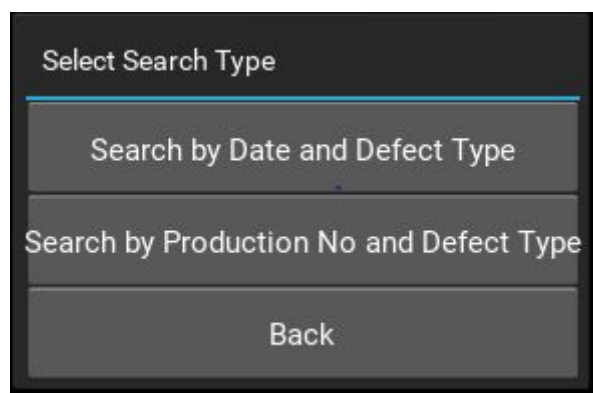 Select Search Type
Search by Date and Defect Type
Search by Production No and Defect Type
Back